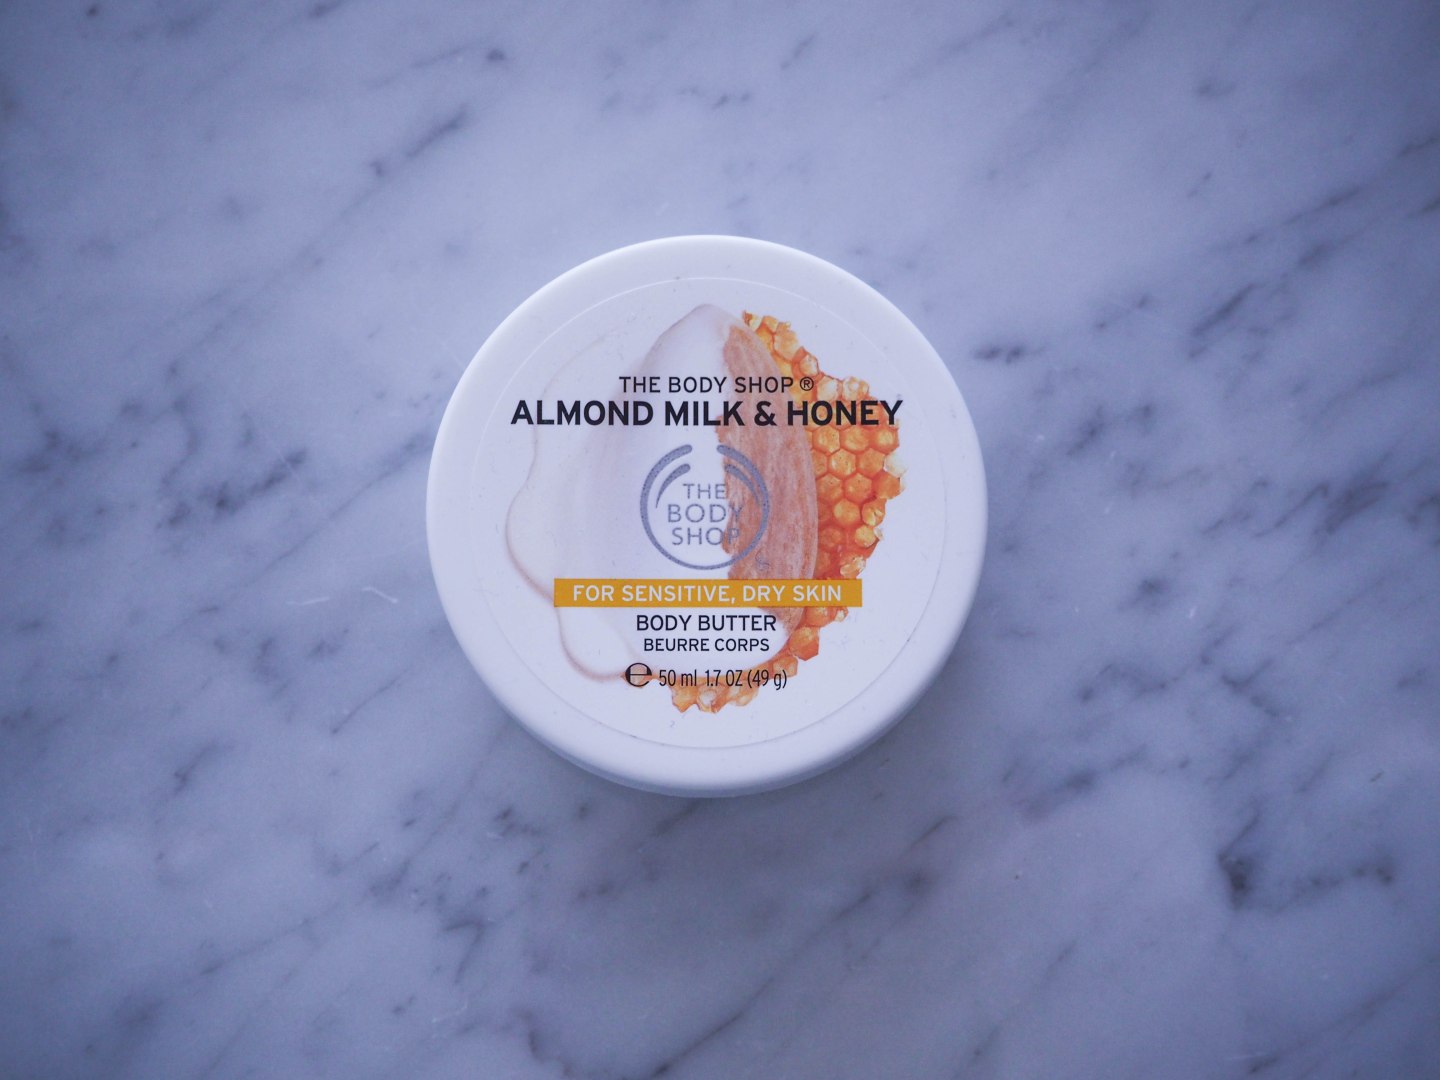 THE BODY SHOP ®
ALMOND MILK & HONEY
THE
BODY
SHOP
FOR SENSITIVE, DRY SKIN
BODY BUTTER
BEURRE CORPS
℮ 50 ml 1.7 OZ (49 g)